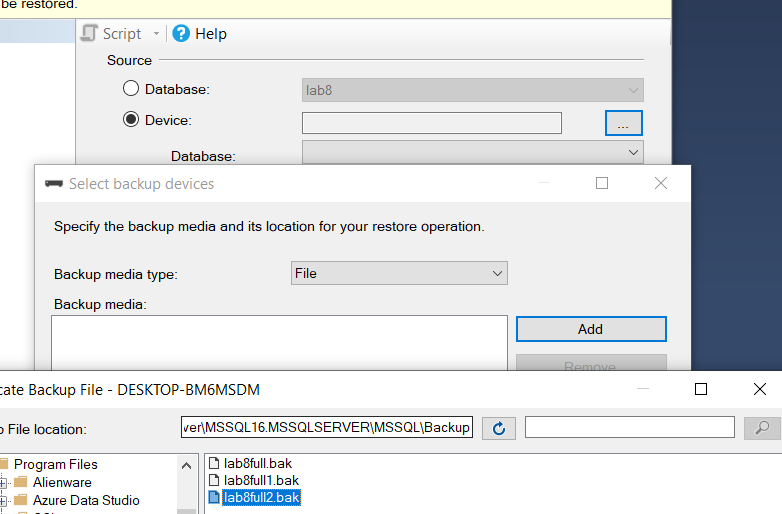 be restored.
Script
Help
Source
Database:
lab8
Device:
...
Database:
Select backup devices
Specify the backup media and its location for your restore operation.
Backup media type:
File
Backup media:
Add
Remove
cate Backup File - DESKTOP-BM6MSDM
File location:
ver\MSSQL16.MSSQLSERVER\MSSQL\Backup
Program Files
Alienware
Azure Data Studio
lab8full.bak
lab8full1.bak
lab8full2.bak